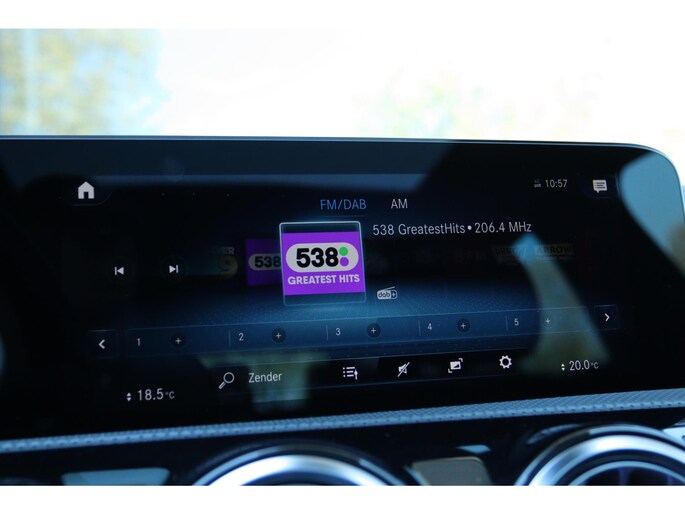 10:57
FM/DAB AM
538 GreatestHits • 206.4 MHz
538
538
GREATEST HITS
dab+
1 + 2 + 3 + 4 + 5 +
18.5°C
Zender
20.0°C